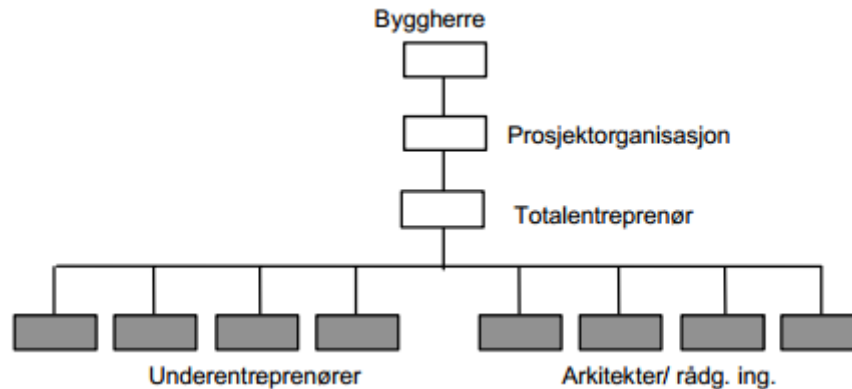 Byggherre
Prosjektorganisasjon
Totalentreprenør
Underentreprenører
Arkitekter/ rådg. ing.